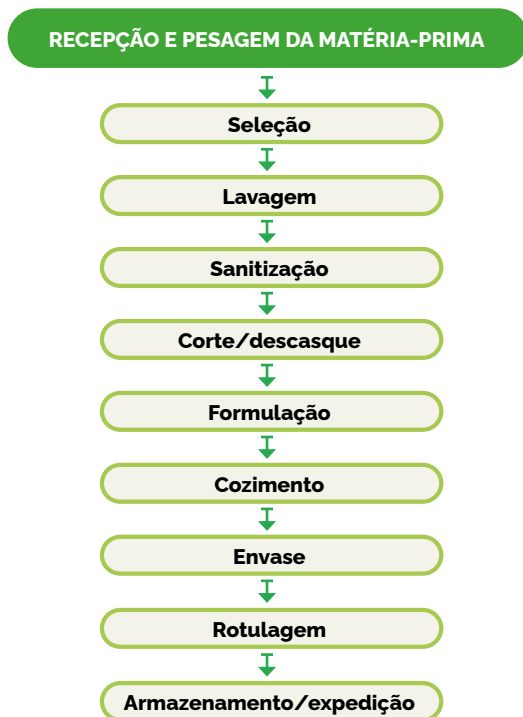 RECEPÇÃO E PESAGEM DA MATÉRIA-PRIMA
Seleção
Lavagem
Sanitização
Corte/descasque
Formulação
Cozimento
Envase
Rotulagem
Armazenamento/expedição